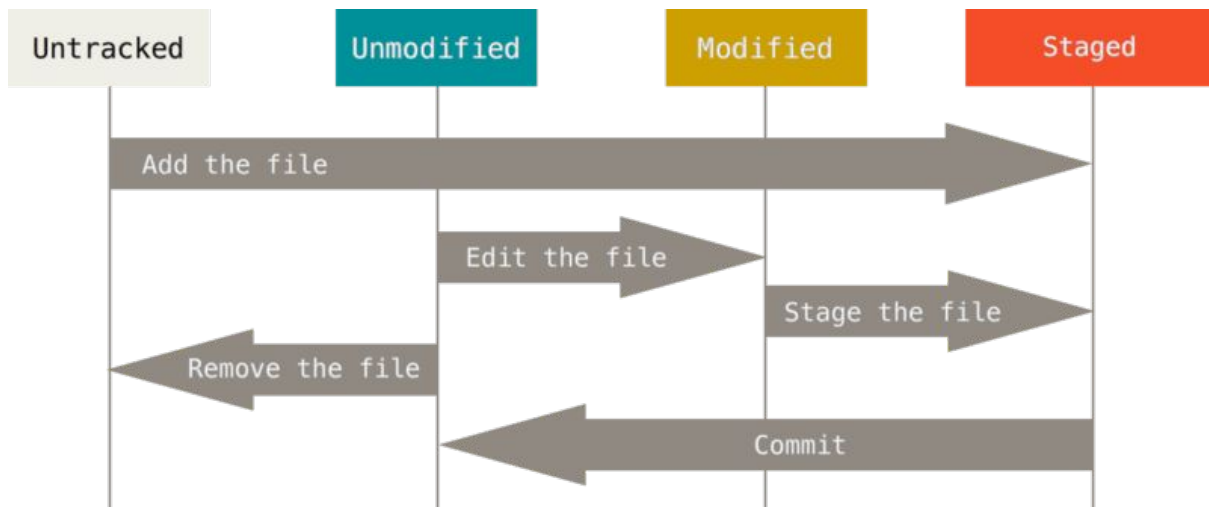 Untracked
Unmodified
Modified
Staged
Add the file
Edit the file
Stage the file
Remove the file
Commit